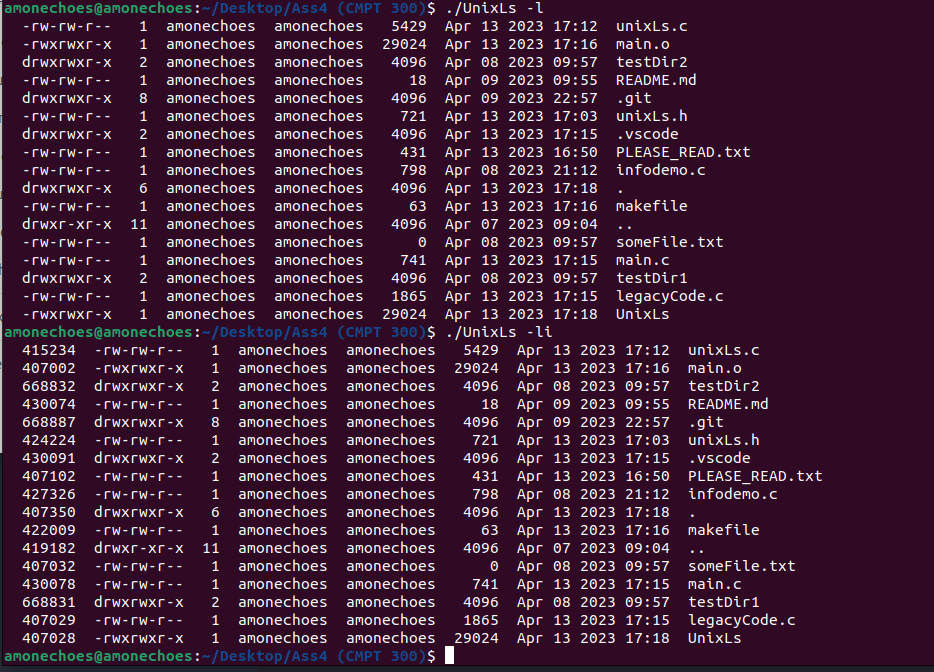 amonechoes@amonechoes:~/Desktop/Ass4 (CMPT 300)$ ./UnixLs -l
-rw-rw-r--   1  amonechoes  amonechoes   5429  Apr 13 2023 17:12  unixLs.c
-rwxrwxr-x   1  amonechoes  amonechoes  29024  Apr 13 2023 17:16  main.o
drwxrwxr-x   2  amonechoes  amonechoes   4096  Apr 08 2023 09:57  testDir2
-rw-rw-r--   1  amonechoes  amonechoes     18  Apr 09 2023 09:55  README.md
drwxrwxr-x   8  amonechoes  amonechoes   4096  Apr 09 2023 22:57  .git
-rw-rw-r--   1  amonechoes  amonechoes    721  Apr 13 2023 17:03  unixLs.h
drwxrwxr-x   2  amonechoes  amonechoes   4096  Apr 13 2023 17:15  .vscode
-rw-rw-r--   1  amonechoes  amonechoes    431  Apr 13 2023 16:50  PLEASE_READ.txt
-rw-rw-r--   1  amonechoes  amonechoes    798  Apr 08 2023 21:12  infodemo.c
drwxrwxr-x   6  amonechoes  amonechoes   4096  Apr 13 2023 17:18  .
-rw-rw-r--   1  amonechoes  amonechoes     63  Apr 13 2023 17:16  makefile
drwxr-xr-x  11  amonechoes  amonechoes   4096  Apr 07 2023 09:04  ..
-rw-rw-r--   1  amonechoes  amonechoes      0  Apr 08 2023 09:57  someFile.txt
-rw-rw-r--   1  amonechoes  amonechoes    741  Apr 13 2023 17:15  main.c
drwxrwxr-x   2  amonechoes  amonechoes   4096  Apr 08 2023 09:57  testDir1
-rw-rw-r--   1  amonechoes  amonechoes   1865  Apr 13 2023 17:15  legacyCode.c
-rwxrwxr-x   1  amonechoes  amonechoes  29024  Apr 13 2023 17:18  UnixLs
amonechoes@amonechoes:~/Desktop/Ass4 (CMPT 300)$ ./UnixLs -li
415234  -rw-rw-r--   1  amonechoes  amonechoes   5429  Apr 13 2023 17:12  unixLs.c
407002  -rwxrwxr-x   1  amonechoes  amonechoes  29024  Apr 13 2023 17:16  main.o
668832  drwxrwxr-x   2  amonechoes  amonechoes   4096  Apr 08 2023 09:57  testDir2
430074  -rw-rw-r--   1  amonechoes  amonechoes     18  Apr 09 2023 09:55  README.md
668887  drwxrwxr-x   8  amonechoes  amonechoes   4096  Apr 09 2023 22:57  .git
424224  -rw-rw-r--   1  amonechoes  amonechoes    721  Apr 13 2023 17:03  unixLs.h
430091  drwxrwxr-x   2  amonechoes  amonechoes   4096  Apr 13 2023 17:15  .vscode
407102  -rw-rw-r--   1  amonechoes  amonechoes    431  Apr 13 2023 16:50  PLEASE_READ.txt
427326  -rw-rw-r--   1  amonechoes  amonechoes    798  Apr 08 2023 21:12  infodemo.c
407350  drwxrwxr-x   6  amonechoes  amonechoes   4096  Apr 13 2023 17:18  .
422009  -rw-rw-r--   1  amonechoes  amonechoes     63  Apr 13 2023 17:16  makefile
419182  drwxr-xr-x  11  amonechoes  amonechoes   4096  Apr 07 2023 09:04  ..
407032  -rw-rw-r--   1  amonechoes  amonechoes      0  Apr 08 2023 09:57  someFile.txt
430078  -rw-rw-r--   1  amonechoes  amonechoes    741  Apr 13 2023 17:15  main.c
668831  drwxrwxr-x   2  amonechoes  amonechoes   4096  Apr 08 2023 09:57  testDir1
407029  -rw-rw-r--   1  amonechoes  amonechoes   1865  Apr 13 2023 17:15  legacyCode.c
407028  -rwxrwxr-x   1  amonechoes  amonechoes  29024  Apr 13 2023 17:18  UnixLs
amonechoes@amonechoes:~/Desktop/Ass4 (CMPT 300)$